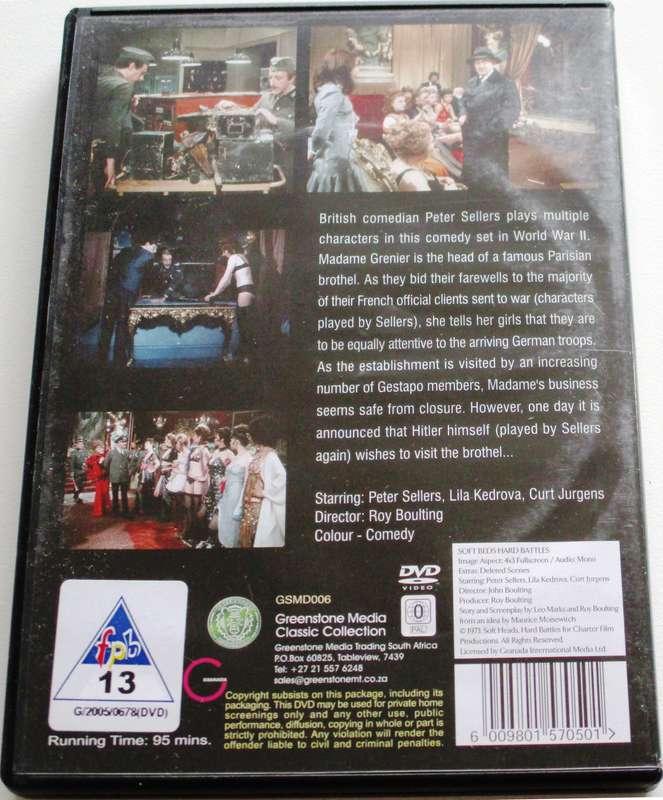 British comedian Peter Sellers plays multiple
characters in this comedy set in World War II.
Madame Grenier is the head of a famous Parisian
brothel. As they bid their farewells to the majority
of their French official clients sent to war (characters
played by Sellers), she tells her girls that they are
to be equally attentive to the arriving German troops.
As the establishment is visited by an increasing
number of Gestapo members, Madame's business
seems safe from closure. However, one day it is
announced that Hitler himself (played by Sellers
again) wishes to visit the brothel...
Starring: Peter Sellers, Lila Kedrova, Curt Jurgens
Director: Roy Boulting
Colour - Comedy
fpb
13
G/2005/0678(DVD)
Running Time: 95 mins.
GSMD006
Greenstone Media
Classic Collection
Greenstone Media Trading South Africa
P.O.Box 60825, Tableview, 7439
Tel: +27 21 557 6248
sales@greenstonemt.co.za
G
GRANADA
DVD
VIDEO
0
PAL
Copyright subsists on this package, including its
packaging. This DVD may be used for private home
screenings only and any other use, public
performance, diffusion, copying in whole or part is
strictly prohibited. Any violation will render the
offender liable to civil and criminal penalties.
SOFT BEDS HARD BATTLES
Image Aspect: 4x3 Fullscreen / Audio: Mono
Extras: Deleted Scenes
Starring: Peter Sellers, Lila Kedrova, Curt Jurgens
Director: John Boulting
Producer: Roy Boulting
Story and Screenplay by: Leo Marks and Roy Boulting
from an idea by Maurice Moisewitch
© 1973. Soft Heads, Hard Battles for Charter Film
Productions. All Rights Reserved.
Licensed by Granada International Media Ltd.
6 009801 570501 >